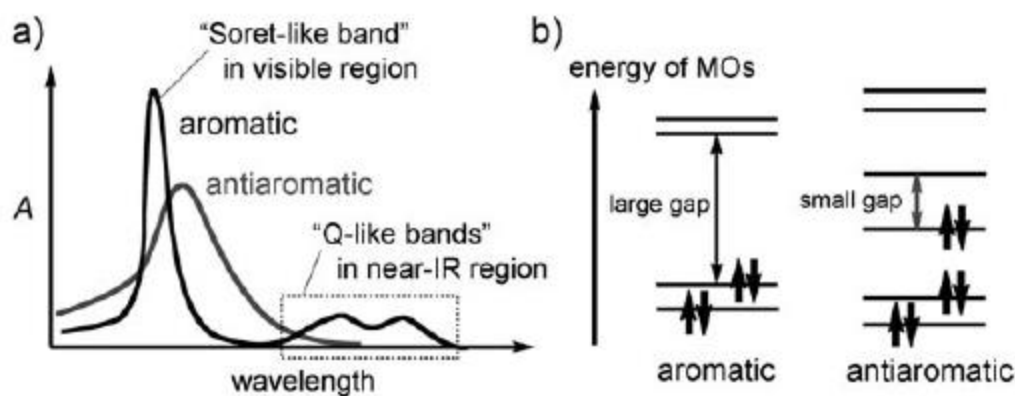 a)
“Soret-like band”
in visible region
aromatic
antiaromatic
A
“Q-like bands”
in near-IR region
wavelength
b)
energy of MOs
large gap
small gap
aromatic
antiaromatic